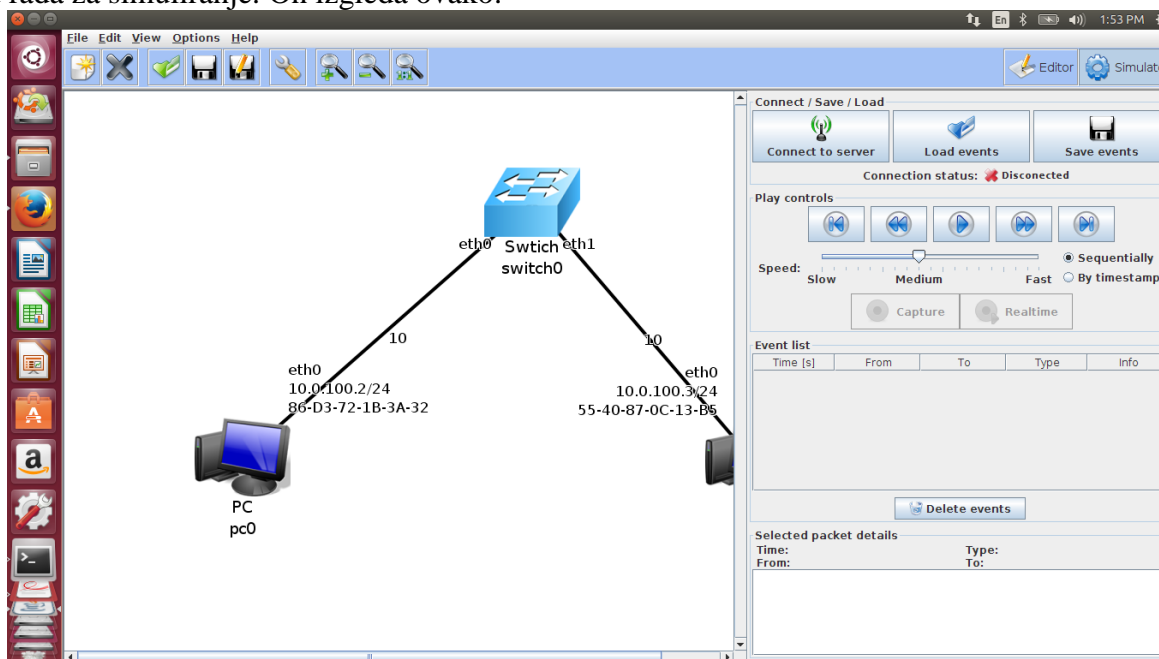 rada za simuliranje. On izgleda ovako:
En 1:53 PM
File Edit View Options Help
Editor Simulat
Connect / Save / Load
Connect to server Load events Save events
Connection status: Disconected
Play controls
Speed:
Slow Medium Fast
Sequentially
By timestamp
Capture Realtime
Event list
Time [s] From To Type Info
Delete events
Selected packet details
Time: Type:
From: To:
eth0 Swtich eth1
switch0
10
10
eth0
10.0.100.2/24
86-D3-72-1B-3A-32
eth0
10.0.100.3/24
55-40-87-0C-13-B5
PC
pc0